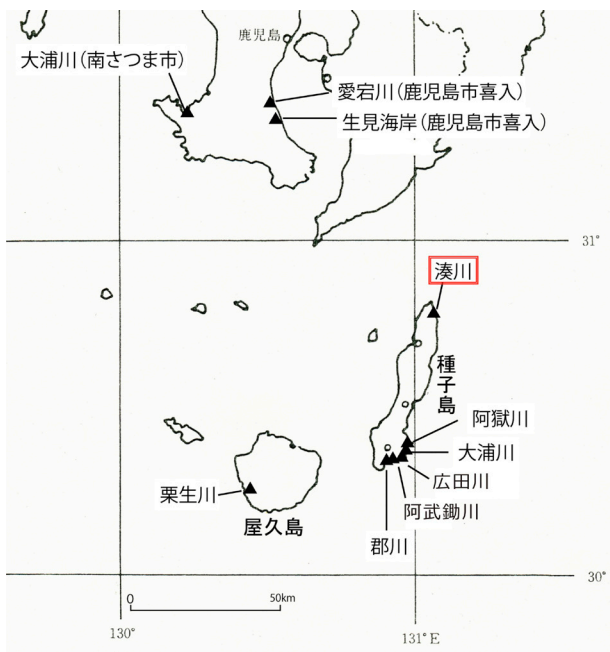 鹿児島
大浦川(南さつま市)
愛宕川(鹿児島市喜入)
生見海岸(鹿児島市喜入)
31°
湊川
種子島
阿獄川
大浦川
広田川
阿武鋤川
郡川
栗生川
屋久島
30°
0
50km
130°
131°E